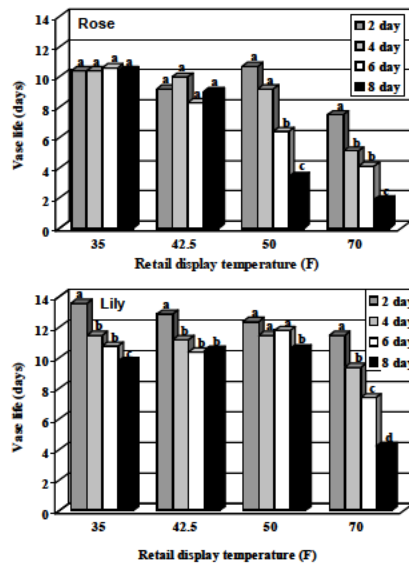 Rose
14
12
10
8
6
4
2
0
Vase life (days)
2 day
4 day
6 day
8 day
a a a a
a a a a
a a b c
a b b c
35 42.5 50 70
Retail display temperature (F)
Lily
14
12
10
8
6
4
2
0
Vase life (days)
2 day
4 day
6 day
8 day
a b b c
a b b b
a a a b
a b c d
35 42.5 50 70
Retail display temperature (F)